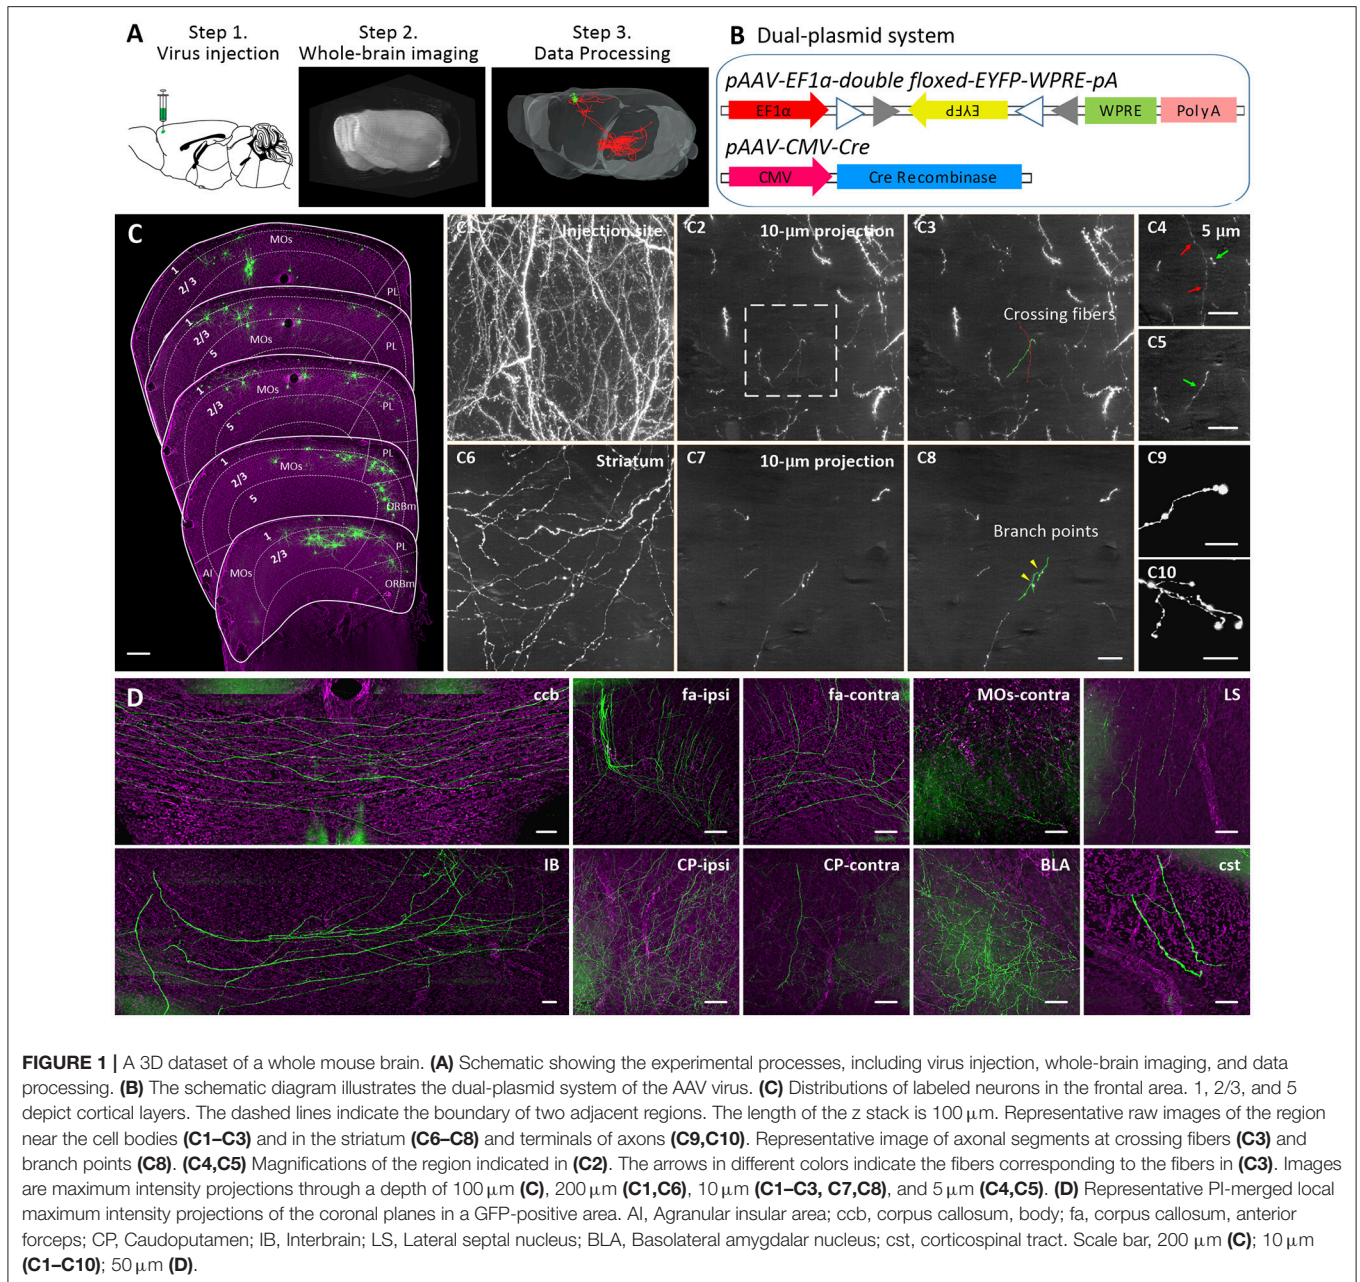 A
Step 1.
Virus injection
Step 2.
Whole-brain imaging
Step 3.
Data Processing
B Dual-plasmid system
pAAV-EF1α-double floxed-EYFP-WPRE-pA
EF1α
EYFP
WPRE
PolyA
pAAV-CMV-Cre
CMV
Cre Recombinase
C
MOs
1
2/3
PL
1
2/3
5
MOs
PL
1
2/3
5
MOs
PL
1
2/3
5
MOs
PL
ORBm
1
2/3
AI
MOs
PL
ORBm
C1
Injection site
C2
10-μm projection
C3
Crossing fibers
C4
5 μm
C5
C6
Striatum
C7
10-μm projection
C8
Branch points
C9
C10
D
ccb
fa-ipsi
fa-contra
MOs-contra
LS
IB
CP-ipsi
CP-contra
BLA
cst
FIGURE 1 | A 3D dataset of a whole mouse brain. (A) Schematic showing the experimental processes, including virus injection, whole-brain imaging, and data
processing. (B) The schematic diagram illustrates the dual-plasmid system of the AAV virus. (C) Distributions of labeled neurons in the frontal area. 1, 2/3, and 5
depict cortical layers. The dashed lines indicate the boundary of two adjacent regions. The length of the z stack is 100 μm. Representative raw images of the region
near the cell bodies (C1–C3) and in the striatum (C6–C8) and terminals of axons (C9,C10). Representative image of axonal segments at crossing fibers (C3) and
branch points (C8). (C4,C5) Magnifications of the region indicated in (C2). The arrows in different colors indicate the fibers corresponding to the fibers in (C3). Images
are maximum intensity projections through a depth of 100 μm (C), 200 μm (C1,C6), 10 μm (C1–C3, C7,C8), and 5 μm (C4,C5). (D) Representative PI-merged local
maximum intensity projections of the coronal planes in a GFP-positive area. AI, Agranular insular area; ccb, corpus callosum, body; fa, corpus callosum, anterior
forceps; CP, Caudoputamen; IB, Interbrain; LS, Lateral septal nucleus; BLA, Basolateral amygdalar nucleus; cst, corticospinal tract. Scale bar, 200 μm (C); 10 μm
(C1–C10); 50 μm (D).